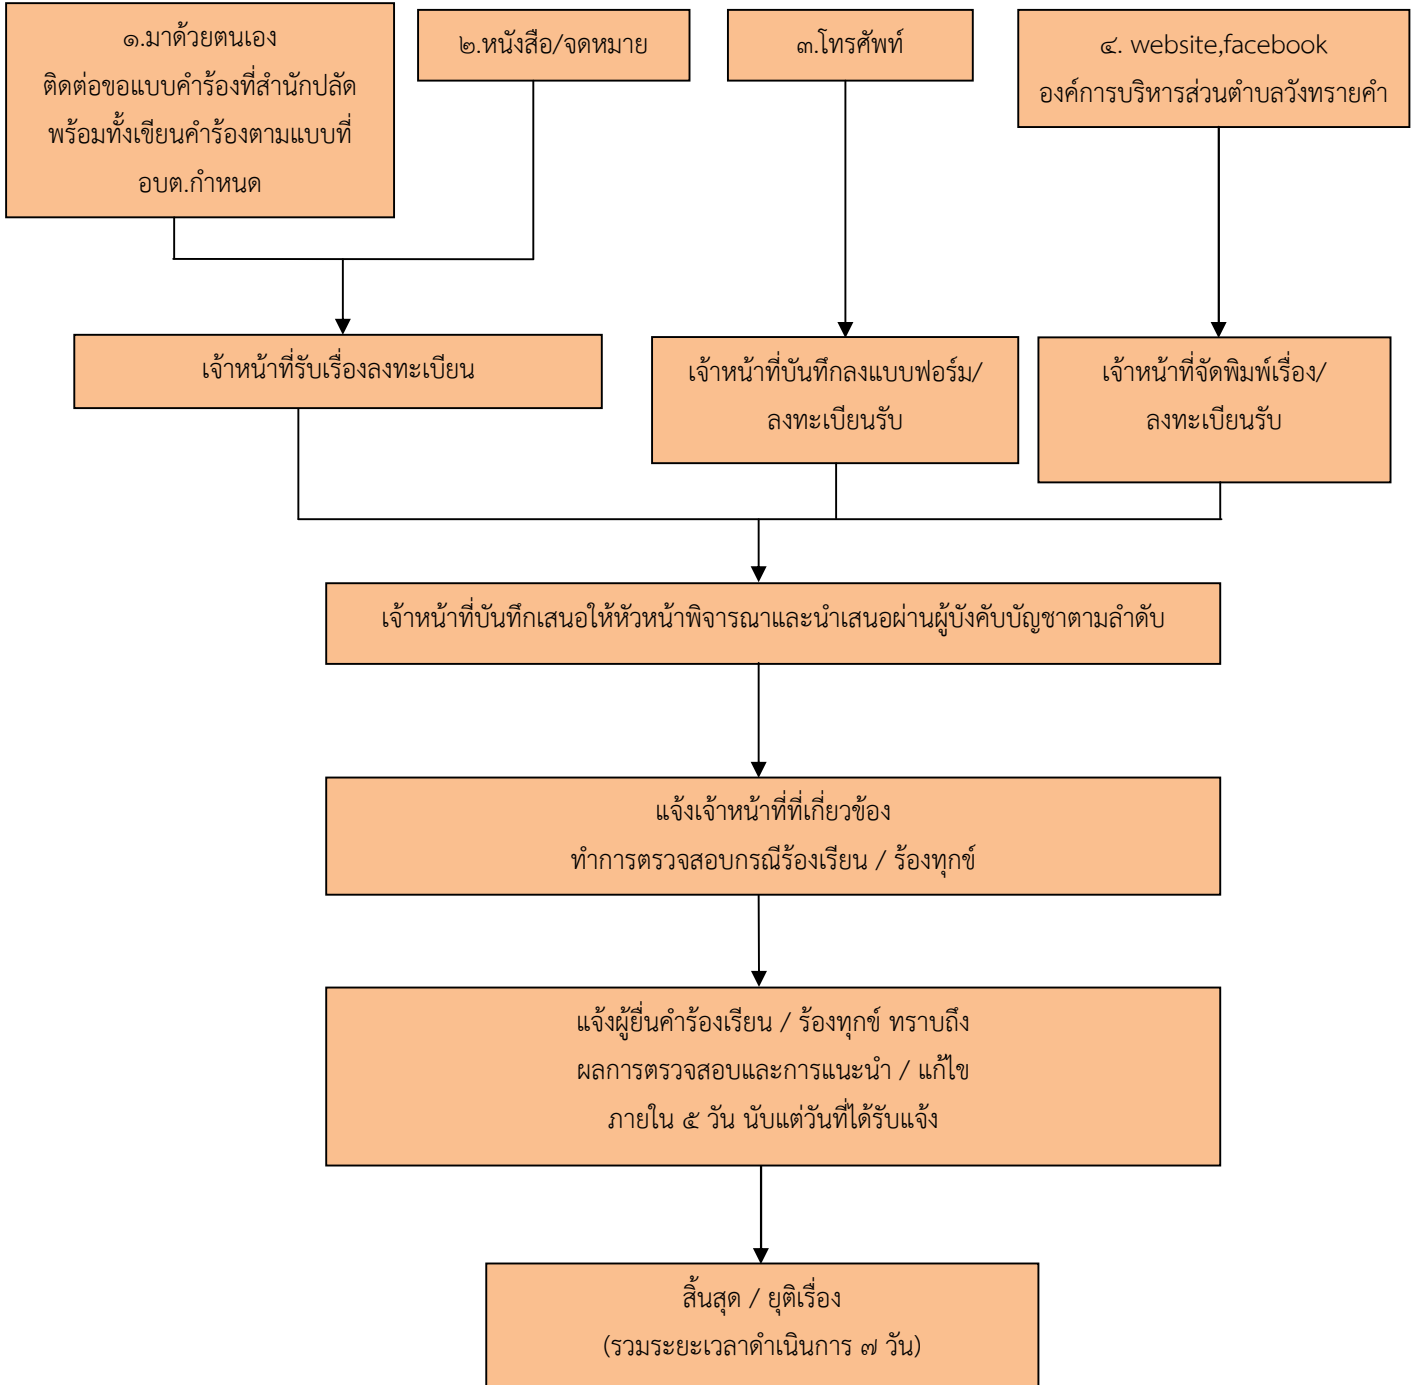 ๑.มาด้วยตนเอง
ติดต่อขอแบบคำร้องที่สำนักปลัด
พร้อมทั้งเขียนคำร้องตามแบบที่
อบต.กำหนด
๒.หนังสือ/จดหมาย
๓.โทรศัพท์
๔. website,facebook
องค์การบริหารส่วนตำบลวังทรายคำ
เจ้าหน้าที่รับเรื่องลงทะเบียน
เจ้าหน้าที่บันทึกลงแบบฟอร์ม/
ลงทะเบียนรับ
เจ้าหน้าที่จัดพิมพ์เรื่อง/
ลงทะเบียนรับ
เจ้าหน้าที่บันทึกเสนอให้หัวหน้าพิจารณาและนำเสนอผ่านผู้บังคับบัญชาตามลำดับ
แจ้งเจ้าหน้าที่ที่เกี่ยวข้อง
ทำการตรวจสอบกรณีร้องเรียน / ร้องทุกข์
แจ้งผู้ยื่นคำร้องเรียน / ร้องทุกข์ ทราบถึง
ผลการตรวจสอบและการแนะนำ / แก้ไข
ภายใน ๕ วัน นับแต่วันที่ได้รับแจ้ง
สิ้นสุด / ยุติเรื่อง
(รวมระยะเวลาดำเนินการ ๗ วัน)